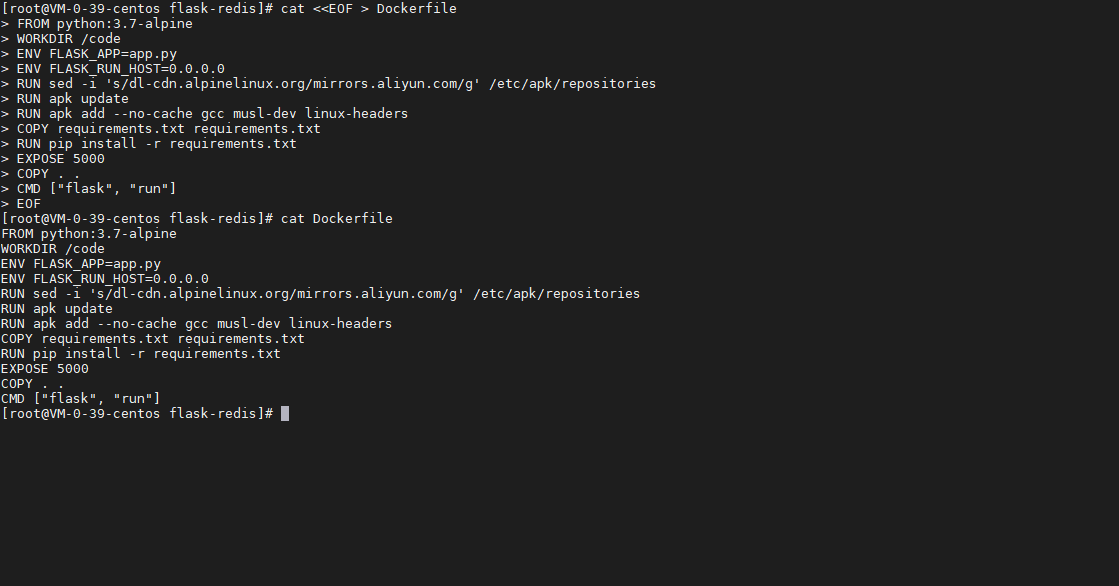 [root@VM-0-39-centos flask-redis]# cat <<EOF > Dockerfile
> FROM python:3.7-alpine
> WORKDIR /code
> ENV FLASK_APP=app.py
> ENV FLASK_RUN_HOST=0.0.0.0
> RUN sed -i 's/dl-cdn.alpinelinux.org/mirrors.aliyun.com/g' /etc/apk/repositories
> RUN apk update
> RUN apk add --no-cache gcc musl-dev linux-headers
> COPY requirements.txt requirements.txt
> RUN pip install -r requirements.txt
> EXPOSE 5000
> COPY . .
> CMD ["flask", "run"]
> EOF
[root@VM-0-39-centos flask-redis]# cat Dockerfile
FROM python:3.7-alpine
WORKDIR /code
ENV FLASK_APP=app.py
ENV FLASK_RUN_HOST=0.0.0.0
RUN sed -i 's/dl-cdn.alpinelinux.org/mirrors.aliyun.com/g' /etc/apk/repositories
RUN apk update
RUN apk add --no-cache gcc musl-dev linux-headers
COPY requirements.txt requirements.txt
RUN pip install -r requirements.txt
EXPOSE 5000
COPY . .
CMD ["flask", "run"]
[root@VM-0-39-centos flask-redis]#